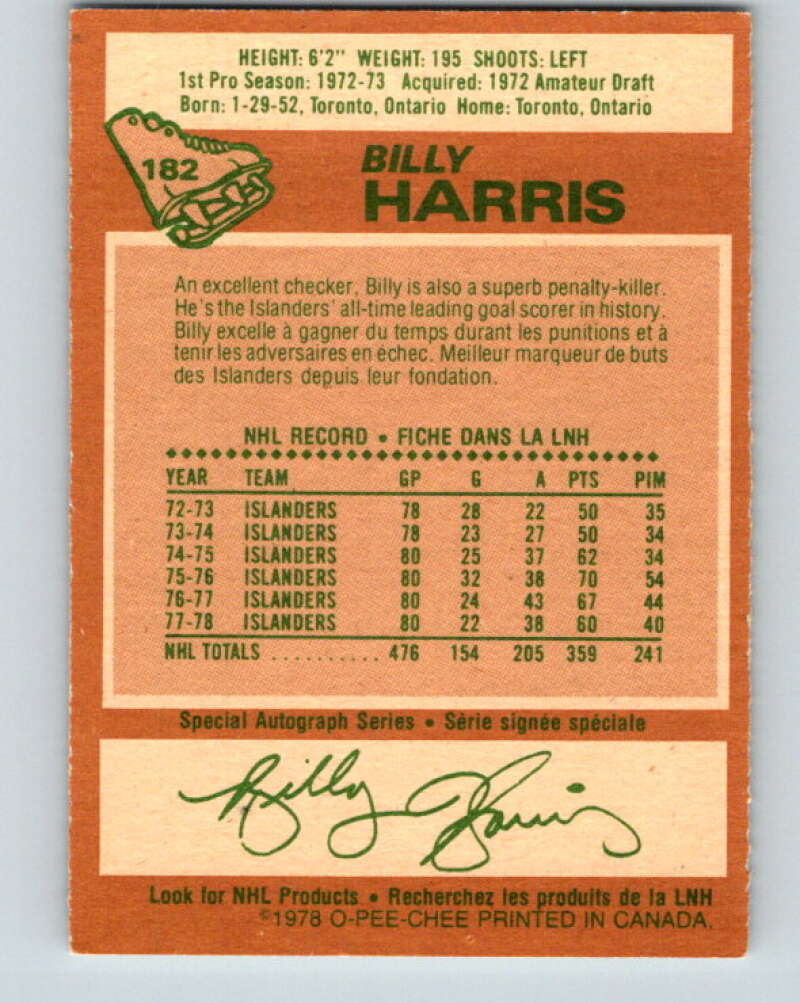 HEIGHT: 6'2" WEIGHT: 195 SHOOTS: LEFT
1st Pro Season: 1972-73 Acquired: 1972 Amateur Draft
Born: 1-29-52, Toronto, Ontario Home: Toronto, Ontario
182
BILLY
HARRIS
An excellent checker, Billy is also a superb penalty-killer.
He's the Islanders' all-time leading goal scorer in history.
Billy excelle à gagner du temps durant les punitions et à
tenir les adversaires en échec. Meilleur marqueur de buts
des Islanders depuis leur fondation.
NHL RECORD • FICHE DANS LA LNH
YEAR TEAM GP G A PTS PIM
72-73 ISLANDERS 78 28 22 50 35
73-74 ISLANDERS 78 23 27 50 34
74-75 ISLANDERS 80 25 37 62 34
75-76 ISLANDERS 80 32 38 70 54
76-77 ISLANDERS 80 24 43 67 44
77-78 ISLANDERS 80 22 38 60 40
NHL TOTALS .......... 476 154 205 359 241
Special Autograph Series • Série signée spéciale
Billy Harris
Look for NHL Products • Recherchez les produits de la LNH
©1978 O-PEE-CHEE PRINTED IN CANADA.